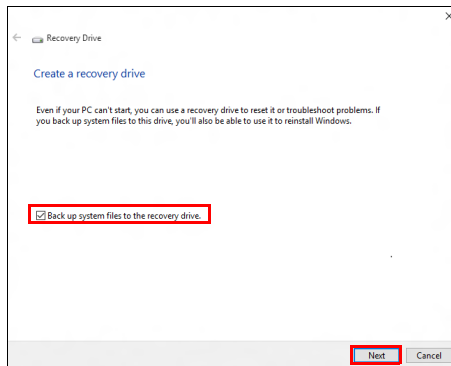 Recovery Drive
Create a recovery drive
Even if your PC can't start, you can use a recovery drive to reset it or troubleshoot problems. If
you back up system files to this drive, you'll also be able to use it to reinstall Windows.
Back up system files to the recovery drive.
Next Cancel